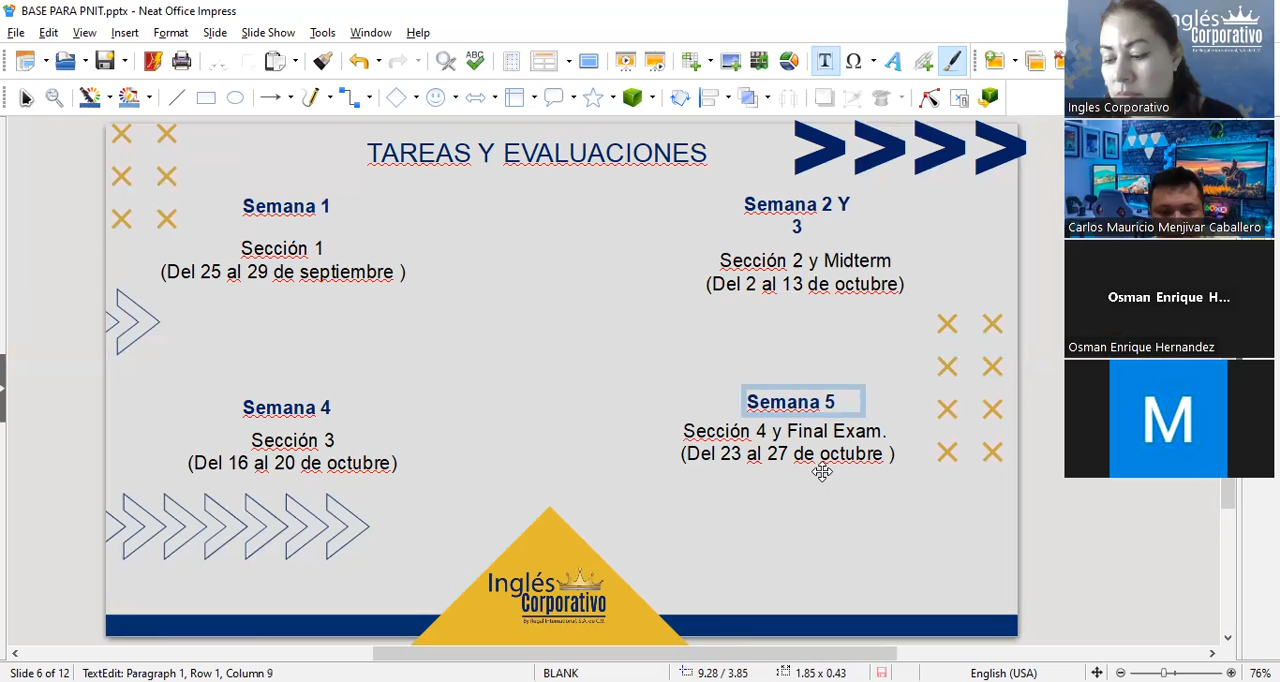 BASE PARA PNIT.pptx - Neat Office Impress
File Edit View Insert Format Slide Slide Show Tools Window Help
TAREAS Y EVALUACIONES
Semana 1
Sección 1
(Del 25 al 29 de septiembre )
Semana 2 Y
3
Sección 2 y Midterm
(Del 2 al 13 de octubre)
Semana 4
Sección 3
(Del 16 al 20 de octubre)
Semana 5
Sección 4 y Final Exam.
(Del 23 al 27 de octubre )
Inglés
Corporativo
By Regal International, S.A. de C.V.
nglés
Corporativo
Ingles Corporativo
Carlos Mauricio Menjivar Caballero
Osman Enrique H...
Osman Enrique Hernandez
M
Slide 6 of 12 TextEdit: Paragraph 1, Row 1, Column 9 BLANK 9.28 / 3.85 1.85 x 0.43 English (USA) 76%